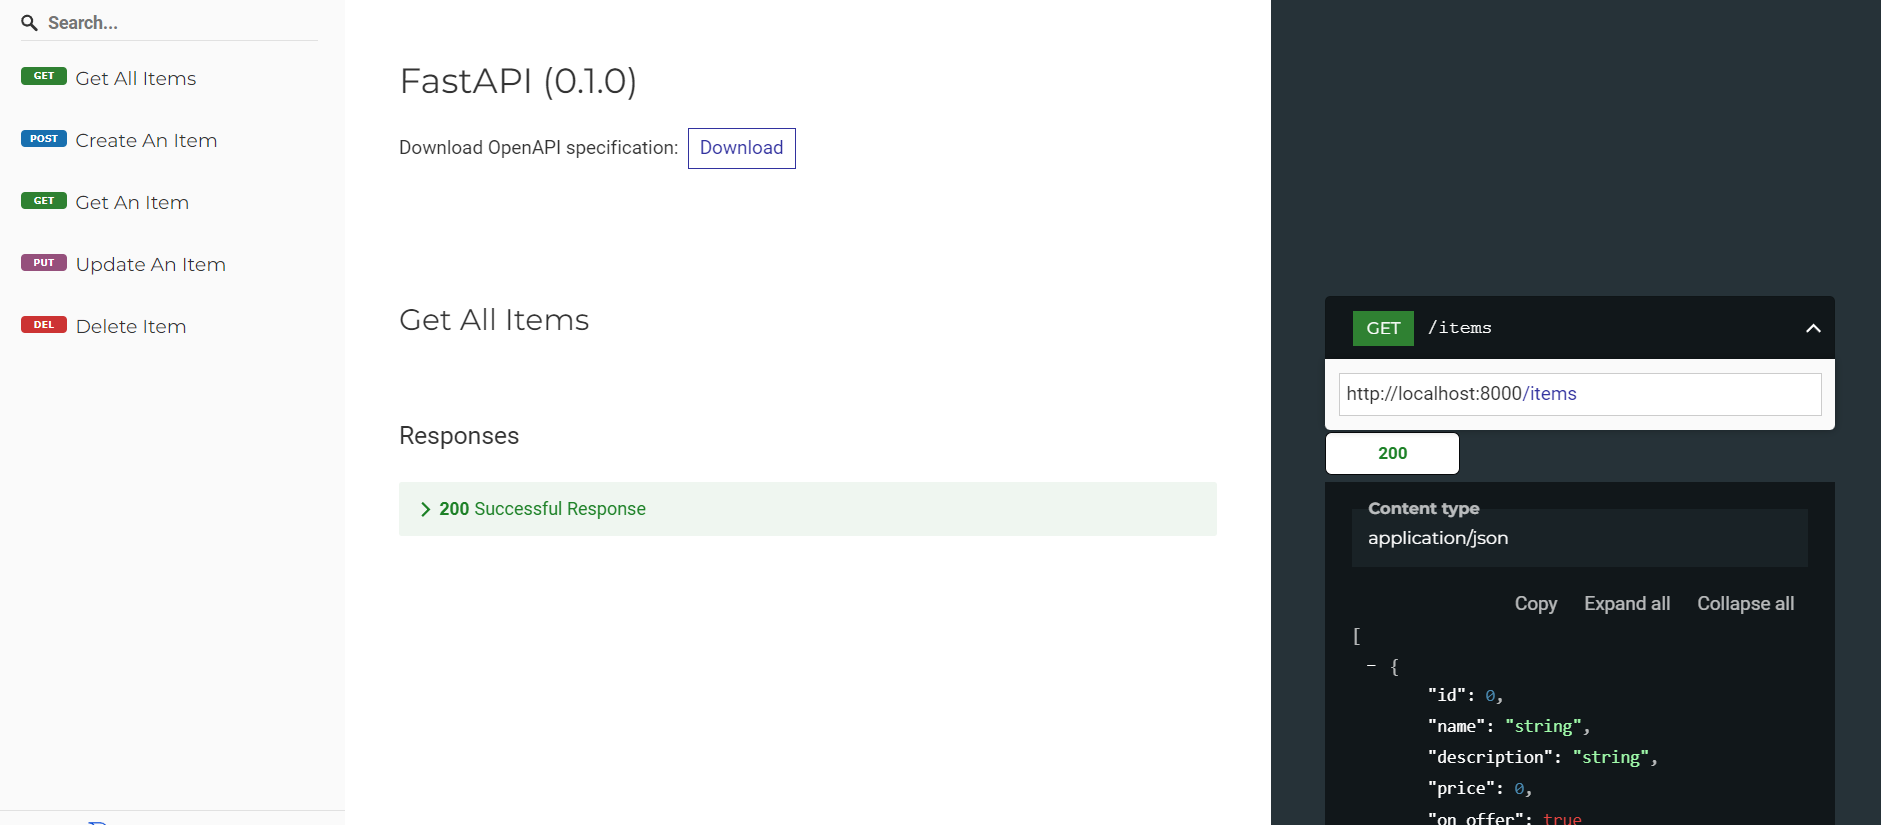 Search...
GET Get All Items
POST Create An Item
GET Get An Item
PUT Update An Item
DEL Delete Item
FastAPI (0.1.0)
Download OpenAPI specification: Download
Get All Items
Responses
200 Successful Response
GET /items
http://localhost:8000/items
200
Content type
application/json
Copy Expand all Collapse all
[
- {
"id": 0,
"name": "string",
"description": "string",
"price": 0,
"on_offer": true